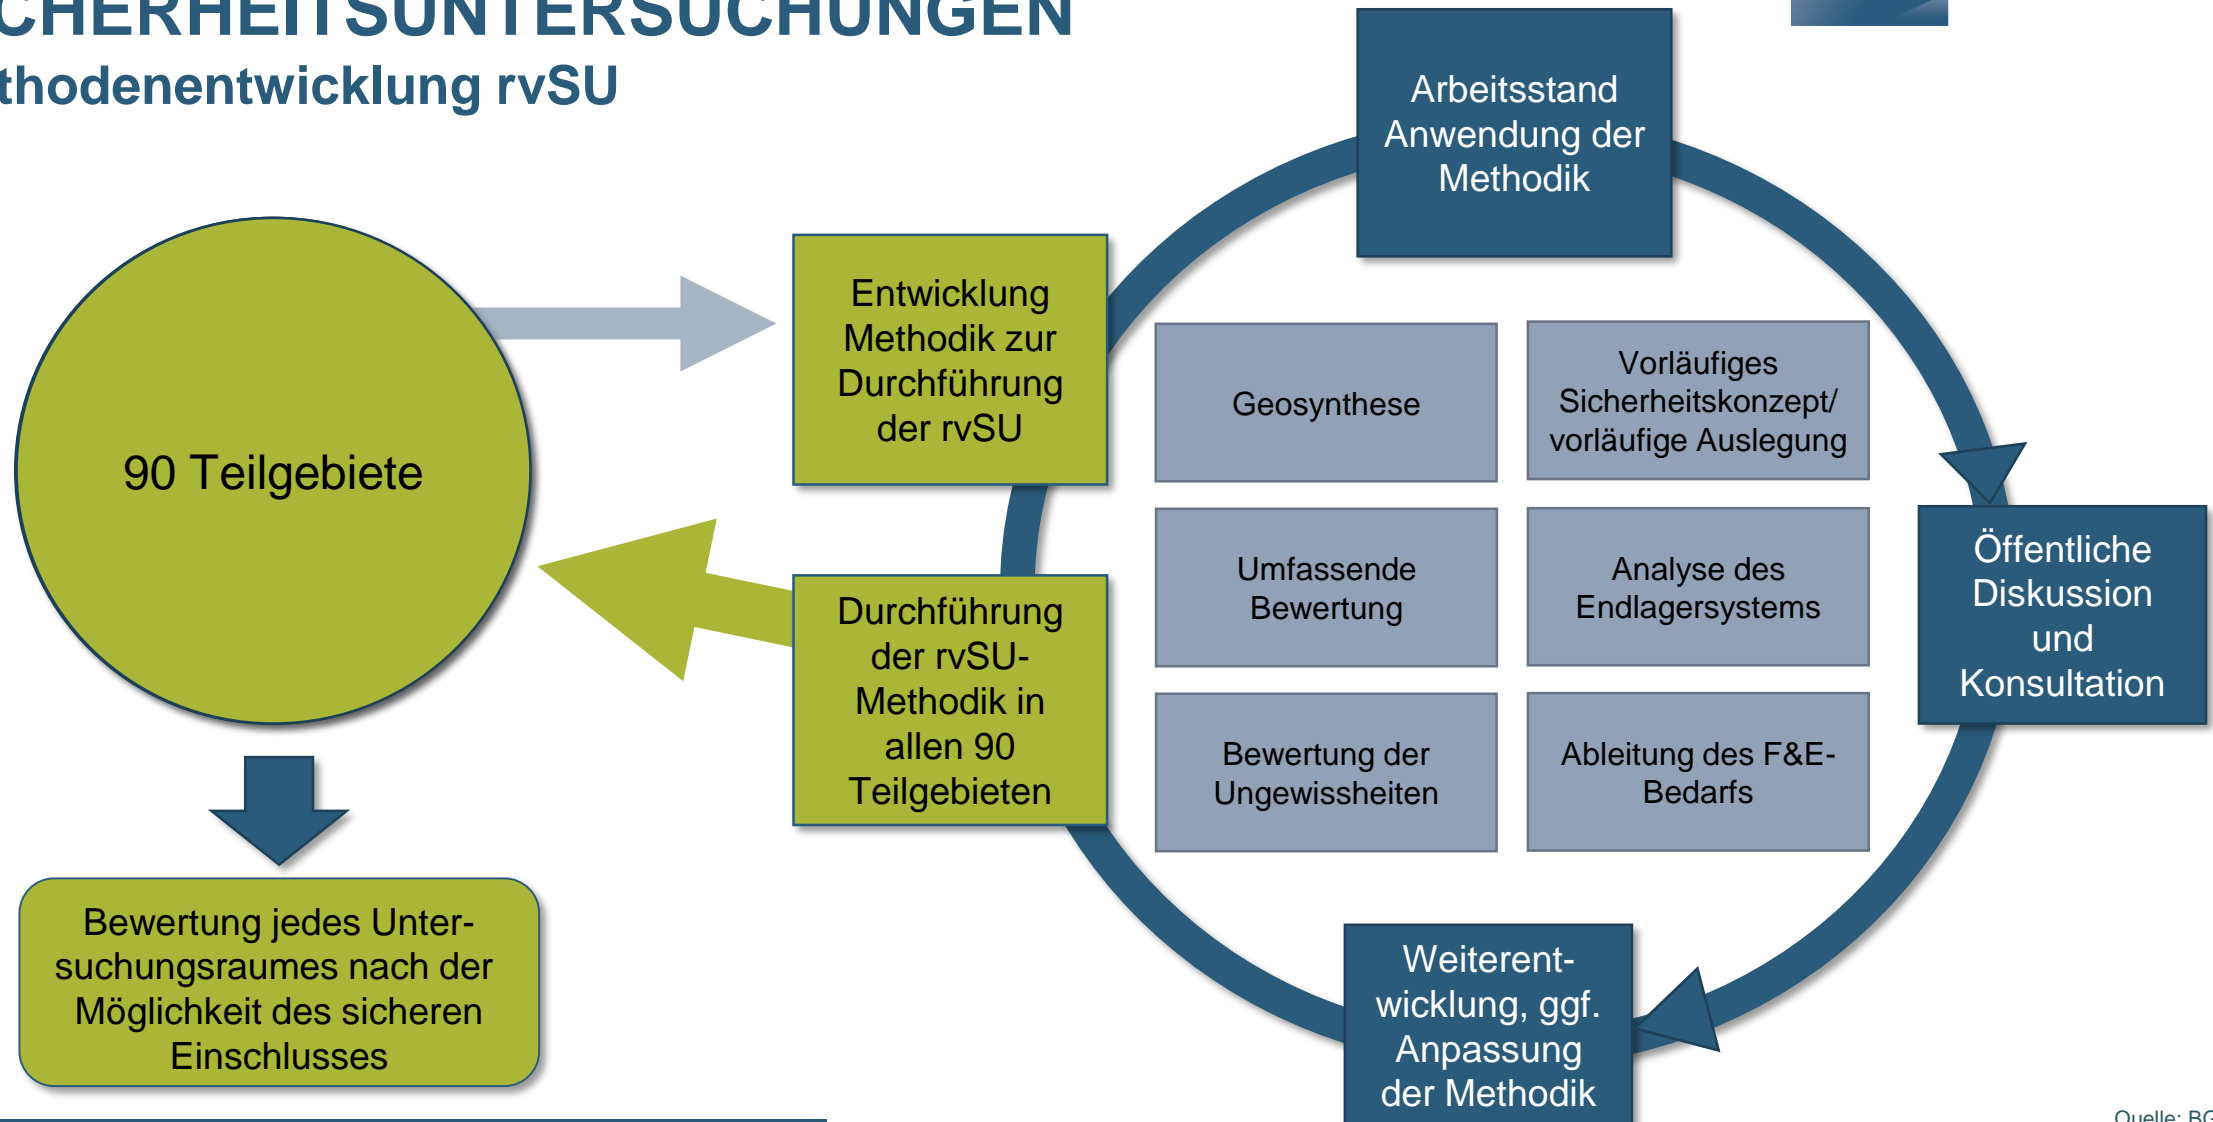 CHERHEITSUNTERSUCHUNGEN
thodenentwicklung rvSU
90 Teilgebiete
Bewertung jedes Unter-
suchungsraumes nach der
Möglichkeit des sicheren
Einschlusses
Entwicklung
Methodik zur
Durchführung
der rvSU
Durchführung
der rvSU-
Methodik in
allen 90
Teilgebieten
Arbeitsstand
Anwendung der
Methodik
Geosynthese
Vorläufiges
Sicherheitskonzept/
vorläufige Auslegung
Umfassende
Bewertung
Analyse des
Endlagersystems
Bewertung der
Ungewissheiten
Ableitung des F&E-
Bedarfs
Öffentliche
Diskussion
und
Konsultation
Weiterent-
wicklung, ggf.
Anpassung
der Methodik
Quelle: BG